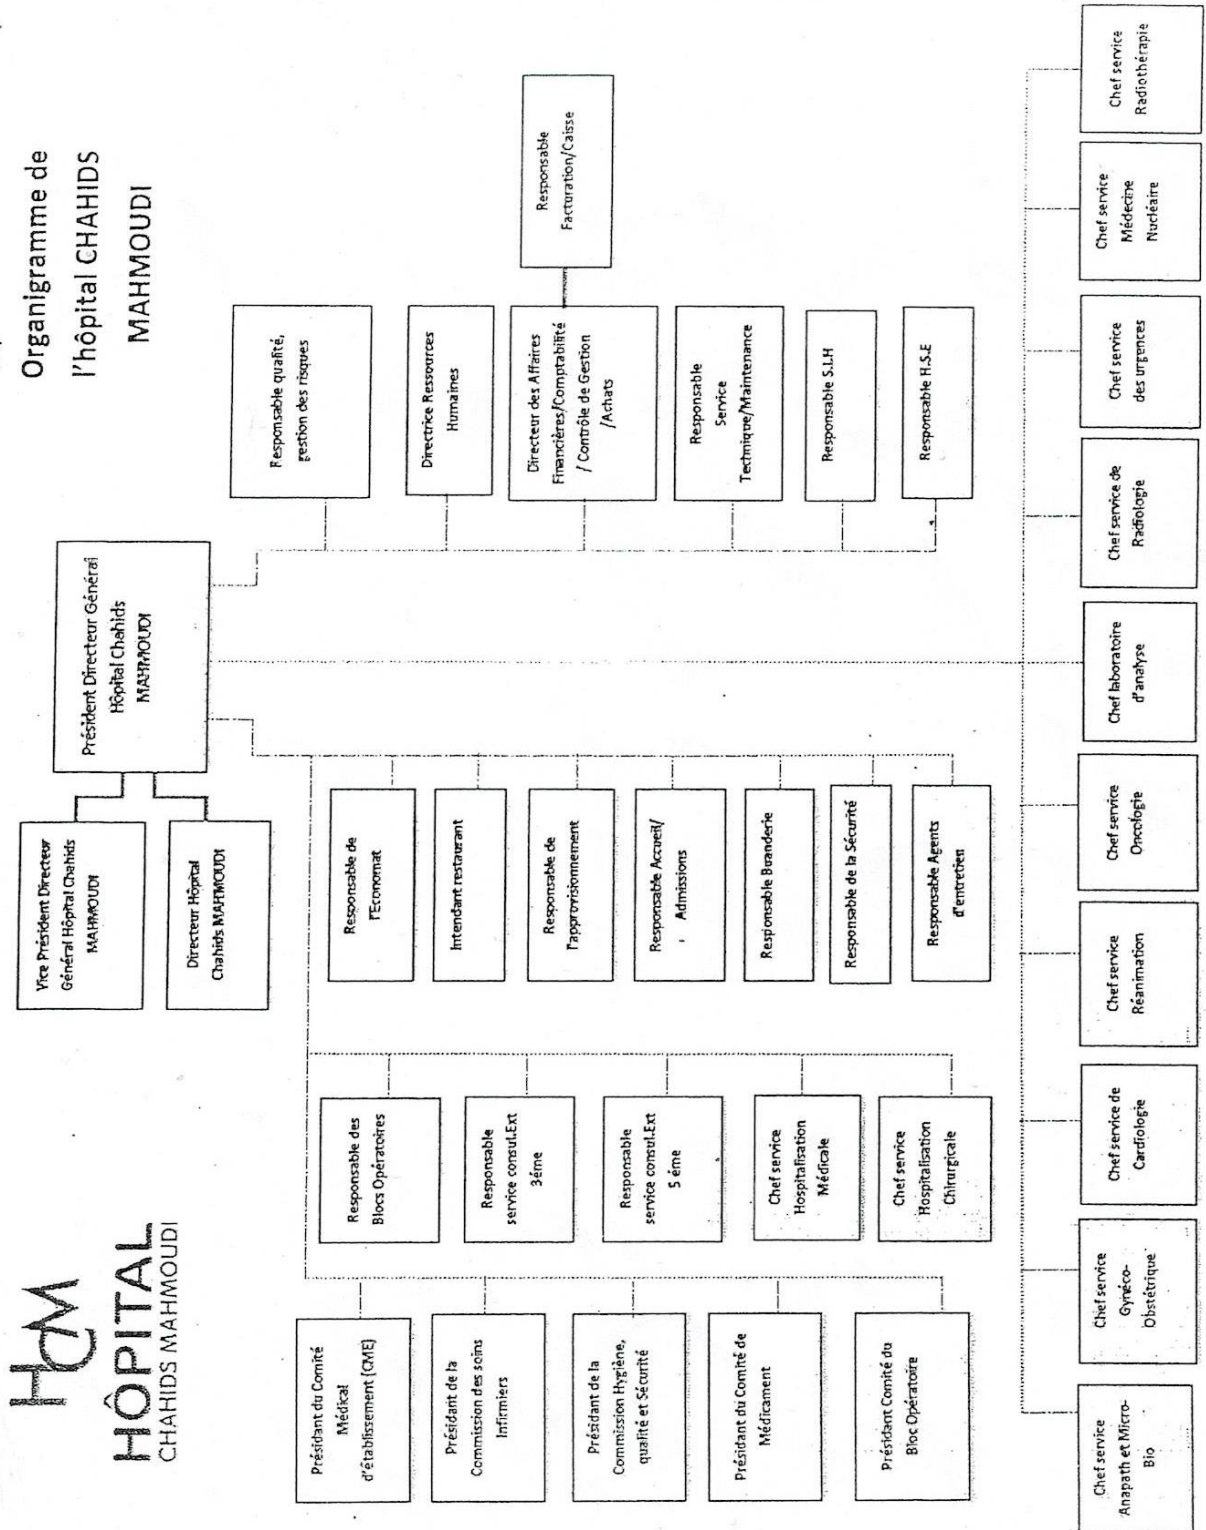 HCM
HÔPITAL
CHAHIDS MAHMOUDI
Organigramme de
l'hôpital CHAHIDS
MAHMOUDI
Vice Président Directeur
Général Hôpital Chahids
MAHMOUDI
Directeur Hôpital
Chahids MAHMOUDI
Président Directeur Général
Hôpital Chahids
MAHMOUDI
Présidant du Comité
Médical
d'établissement (CME)
Présidant de la
Commission des soins
Infirmiers
Présidant de la
Commission Hygiène,
qualité et Sécurité
Présidant du Comité de
Médicament
Présidant Comité du
Bloc Opératoire
Responsable des
Blocs Opératoires
Responsable
service consul.Ext
3éme
Responsable
service consul.Ext
5 éme
Chef service
Hospitalisation
Médicale
Chef service
Hospitalisation
Chirurgicale
Responsable de
l'Economat
Intendant restaurant
Responsable de
l'approvisionnement
Responsable Accueil/
Admissions
Responsable Buanderie
Responsable de la Sécurité
Responsable Agents
d'entretien
Responsable qualité,
gestion des risques
Directrice Ressources
Humaines
Directeur des Affaires
Financières/Comptabilité
/ Contrôle de Gestion
/Achats
Responsable
Facturation/Caisse
Responsable
Service
Technique/Maintenance
Responsable S.I.H
Responsable H.S.E
Chef service
Anapath et Micro-
Bio
Chief service
Gynéco-
Obstétrique
Chef service de
Cardiologie
Chef service
Réanimation
Chef service
Oncologie
Chef laboratoire
d'analyse
Chef service de
Radiologie
Chef service
des urgences
Chef service
Médecine
Nucléaire
Chef service
Radiothérapie